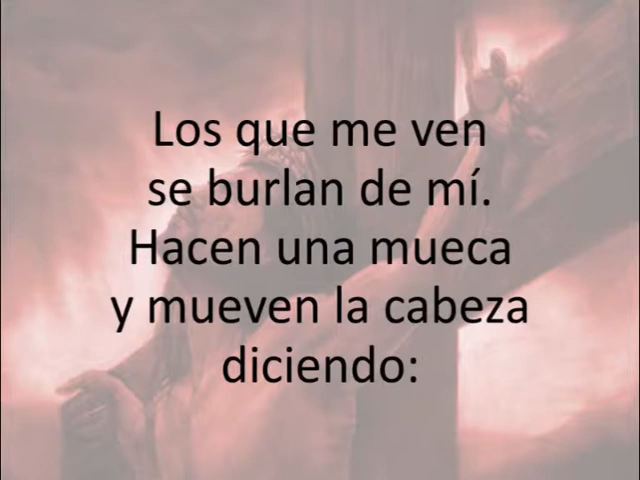 Los que me ven
se burlan de mí.
Hacen una mueca
y mueven la cabeza
diciendo: